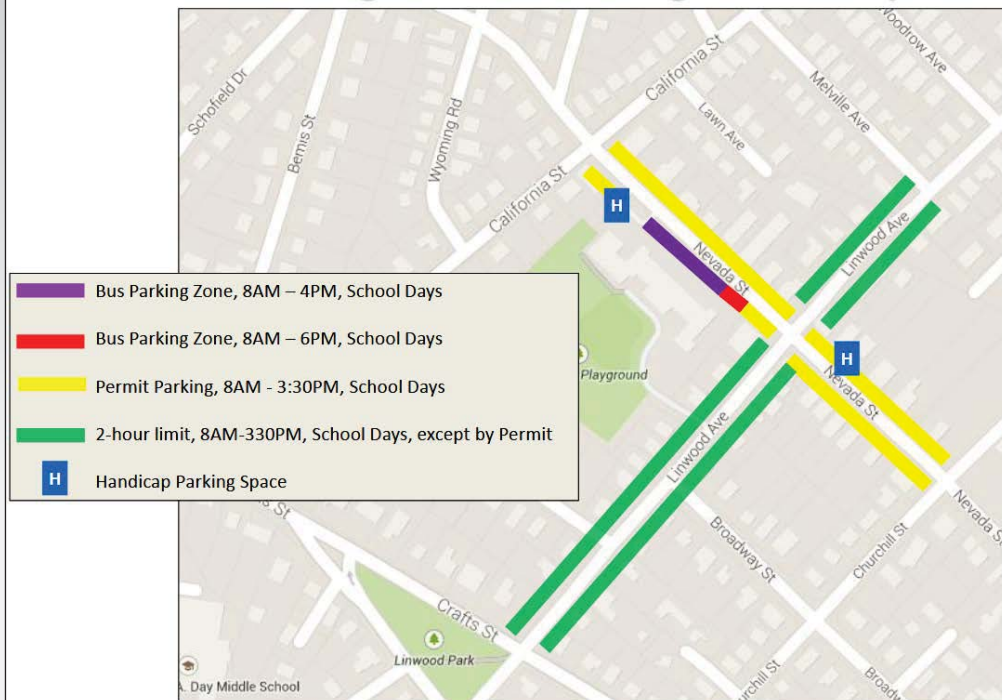 Woodrow Ave
California St
Melville Ave
Schofield Dr
Lawn Ave
Wyoming Rd
Bemis St
California St
H
Linwood Ave
Nevada St
Bus Parking Zone, 8AM – 4PM, School Days
Bus Parking Zone, 8AM – 6PM, School Days
Permit Parking, 8AM - 3:30PM, School Days
2-hour limit, 8AM-330PM, School Days, except by Permit
H
Handicap Parking Space
H
Playground
Nevada St
Linwood Ave
Nevada St
Broadway St
Churchill St
Crafts St
Linwood Park
A. Day Middle School